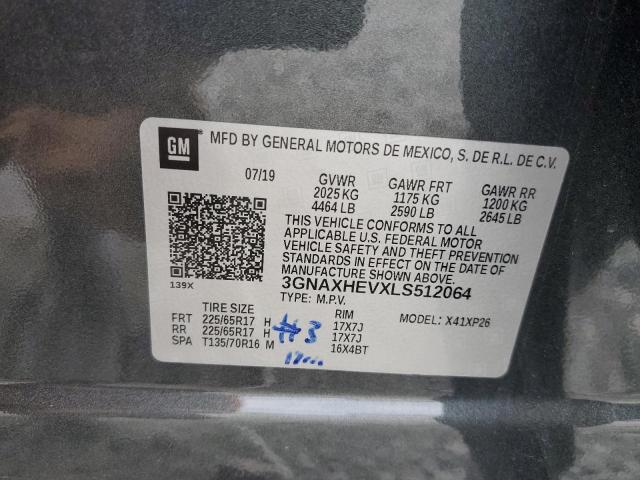 GM MFD BY GENERAL MOTORS DE MEXICO, S. DE R.L. DE C.V.
07/19 GVWR GAWR FRT GAWR RR
2025 KG 1175 KG 1200 KG
4464 LB 2590 LB 2645 LB
THIS VEHICLE CONFORMS TO ALL
APPLICABLE U.S. FEDERAL MOTOR
VEHICLE SAFETY AND THEFT PREVENTION
STANDARDS IN EFFECT ON THE DATE OF
MANUFACTURE SHOWN ABOVE.
139X 3GNAXHEVXLS512064
TYPE: M.P.V. MODEL: X41XP26
TIRE SIZE RIM
FRT 225/65R17 H 17X7J
RR 225/65R17 H 17X7J
SPA T135/70R16 M 16X4BT
#3